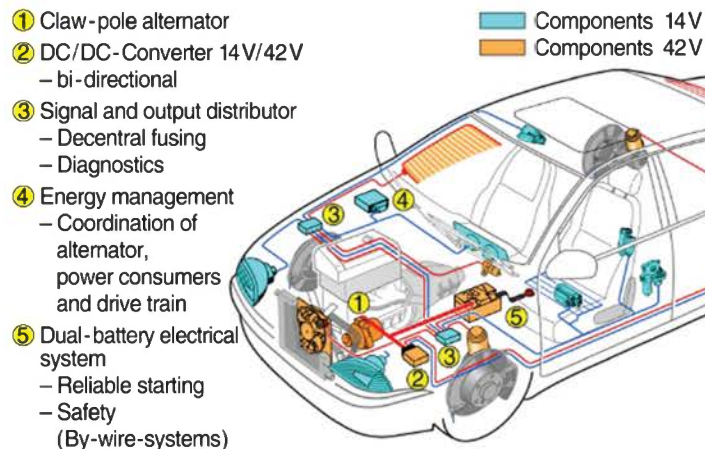 ① Claw-pole alternator
② DC/DC-Converter 14V/42V
– bi-directional
③ Signal and output distributor
– Decentral fusing
– Diagnostics
④ Energy management
– Coordination of
alternator,
power consumers
and drive train
⑤ Dual-battery electrical
system
– Reliable starting
– Safety
(By-wire-systems)
Components 14V
Components 42V
③
④
①
⑤
③
②